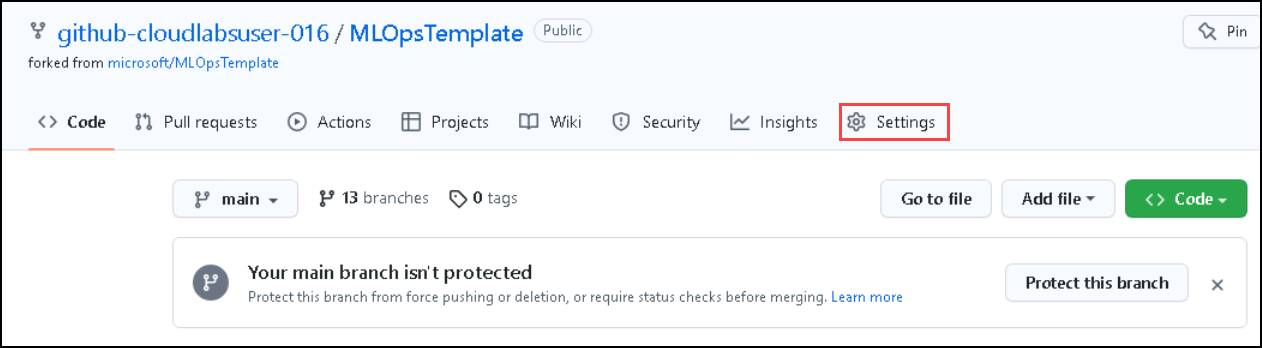 github-cloudlabsuser-016 / MLOpsTemplate Public Pin
forked from microsoft/MLOpsTemplate
<> Code Pull requests Actions Projects Wiki Security Insights Settings
main 13 branches 0 tags Go to file Add file <> Code
Your main branch isn't protected
Protect this branch from force pushing or deletion, or require status checks before merging. Learn more
Protect this branch